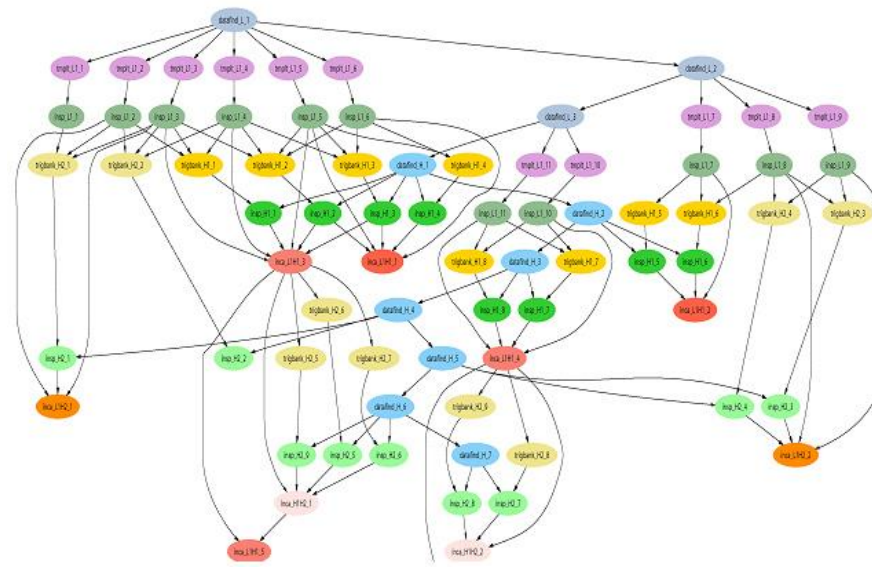 datafind_L_1
tmplt_L1_1 tmplt_L1_2 tmplt_L1_3 tmplt_L1_4 tmplt_L1_5 tmplt_L1_6 datafind_L_2
insp_L1_1 insp_L1_2 insp_L1_3 insp_L1_4 insp_L1_5 insp_L1_6 datafind_L_3 tmplt_L1_7 tmplt_L1_8 tmplt_L1_9
trigbank_H2_1 trigbank_H2_2 trigbank_H1_1 trigbank_H1_2 trigbank_H1_3 datafind_H_1 trigbank_H1_4 tmplt_L1_11 tmplt_L1_10 insp_L1_7 insp_L1_8 insp_L1_9
insp_H1_1 insp_H1_2 insp_H1_3 insp_H1_4 insp_L1_11 insp_L1_10 datafind_H_2 trigbank_H1_5 trigbank_H1_6 trigbank_H2_4 trigbank_H2_3
inca_L1H1_3 inca_L1H1_1 trigbank_H1_8 datafind_H_3 trigbank_H1_7 insp_H1_5 insp_H1_6
trigbank_H2_6 datafind_H_4 insp_H1_8 insp_H1_7 inca_L1H1_2
insp_H2_1 insp_H2_2 trigbank_H2_5 trigbank_H2_7 datafind_H_5 inca_L1H1_4
inca_L1H2_1 datafind_H_6 trigbank_H2_9 insp_H2_4 insp_H2_3
insp_H2_9 insp_H2_5 insp_H2_6 datafind_H_7 trigbank_H2_8 inca_L1H2_2
inca_H1H2_1 insp_H2_8 insp_H2_7
inca_L1H1_5 inca_H1H2_2